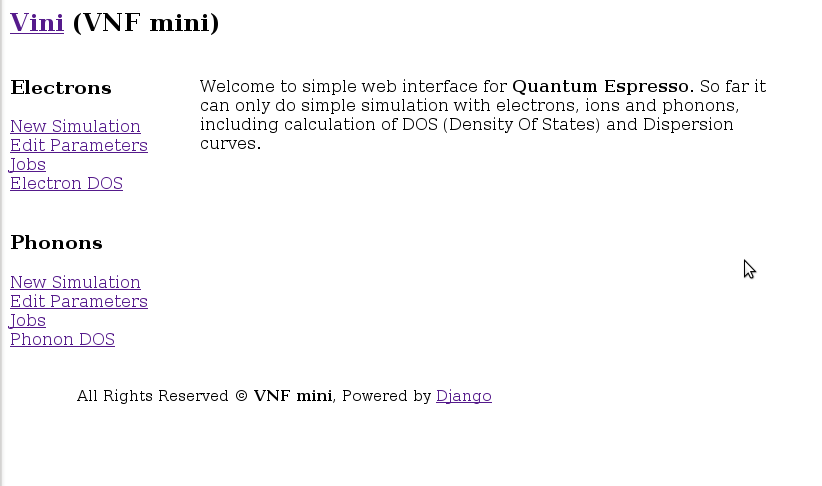 Vini (VNF mini)
Electrons
New Simulation
Edit Parameters
Jobs
Electron DOS
Phonons
New Simulation
Edit Parameters
Jobs
Phonon DOS
Welcome to simple web interface for Quantum Espresso. So far it
can only do simple simulation with electrons, ions and phonons,
including calculation of DOS (Density Of States) and Dispersion
curves.
All Rights Reserved © VNF mini, Powered by Django